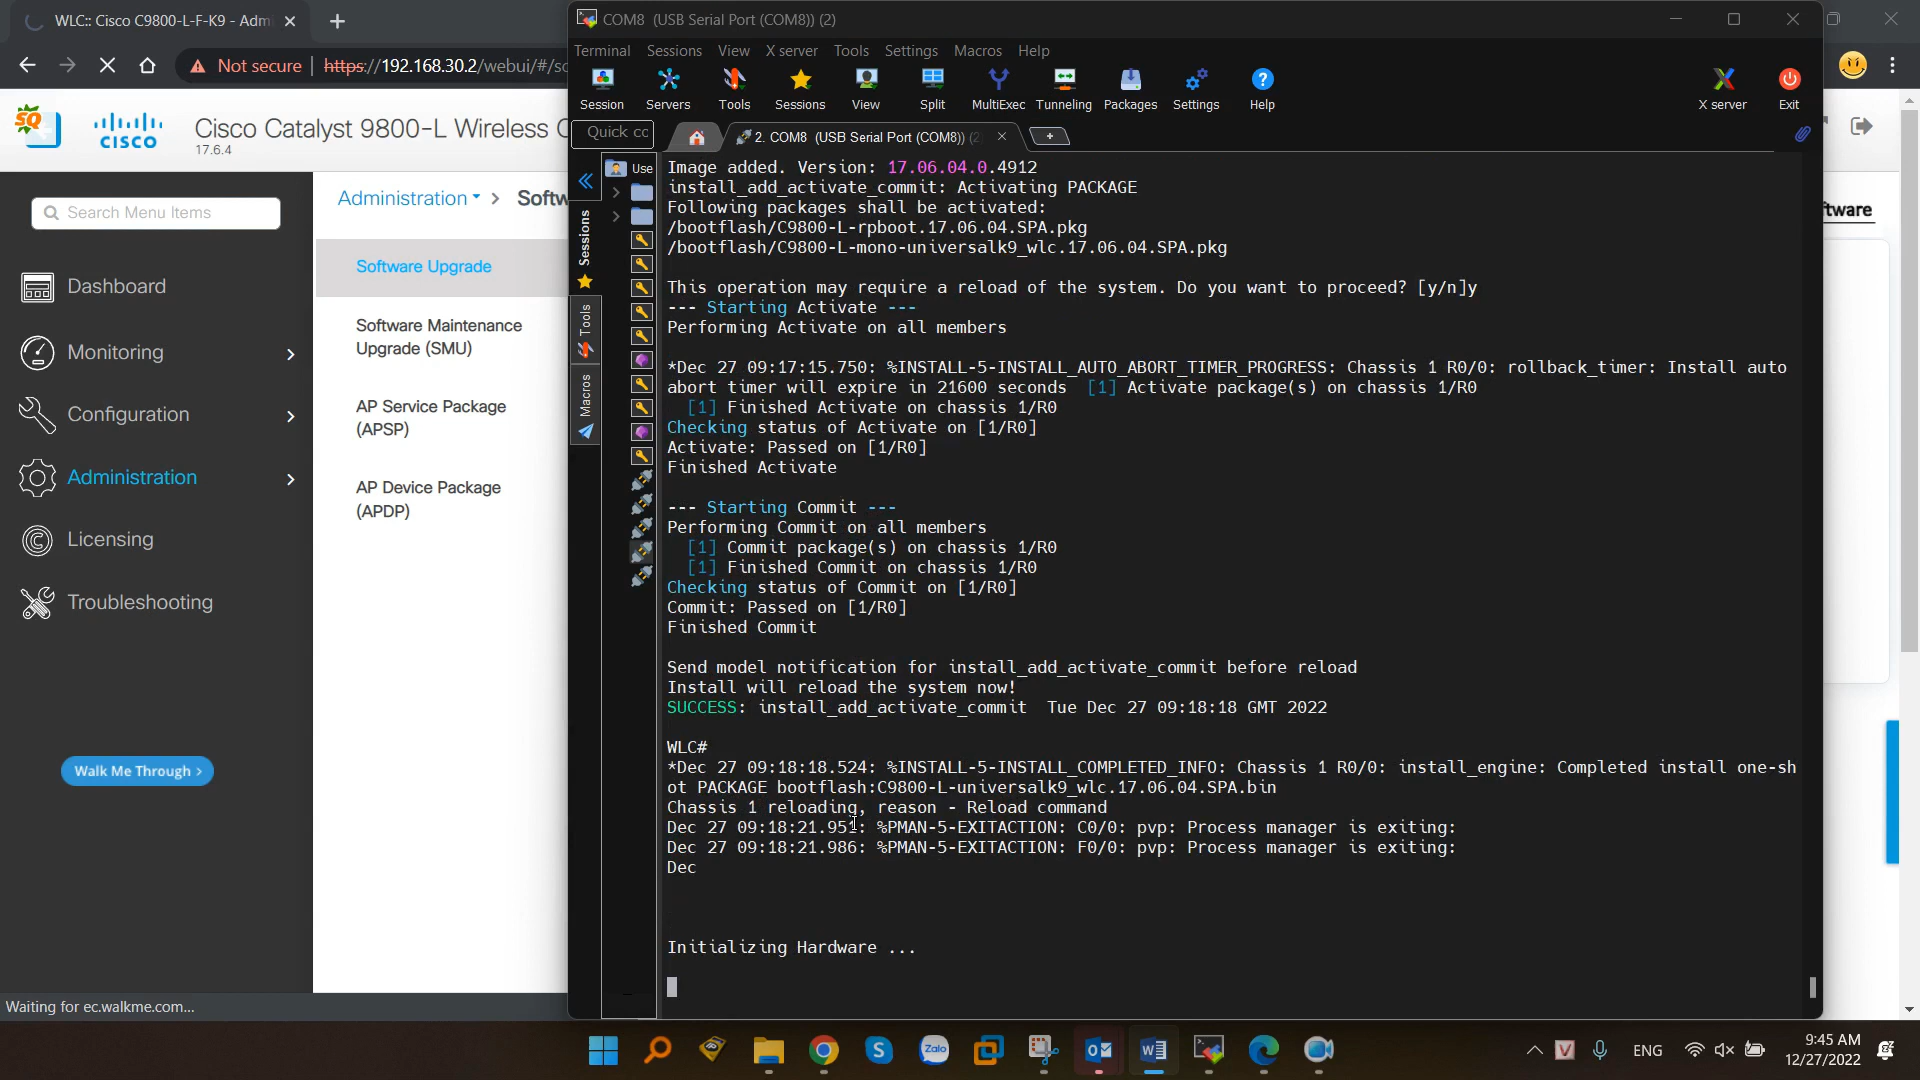 WLC:: Cisco C9800-L-F-K9 - Admi
Not secure
https://192.168.30.2/webui/#/so
SQ
CISCO
Cisco Catalyst 9800-L Wireless C
17.6.4
Search Menu Items
Dashboard
Monitoring
Configuration
Administration
Licensing
Troubleshooting
Walk Me Through >
Administration
Softw
Software Upgrade
Software Maintenance
Upgrade (SMU)
AP Service Package
(APSP)
AP Device Package
(APDP)
Waiting for ec.walkme.com...
ftware
COM8 (USB Serial Port (COM8)) (2)
Terminal Sessions View X server Tools Settings Macros Help
Session Servers Tools Sessions View Split MultiExec Tunneling Packages Settings Help X server Exit
Quick co
2. COM8 (USB Serial Port (COM8)) (2
Use
Sessions
Tools
Macros
Image added. Version: 17.06.04.0.4912
install_add_activate_commit: Activating PACKAGE
Following packages shall be activated:
/bootflash/C9800-L-rpboot.17.06.04.SPA.pkg
/bootflash/C9800-L-mono-universalk9_wlc.17.06.04.SPA.pkg
This operation may require a reload of the system. Do you want to proceed? [y/n]y
--- Starting Activate ---
Performing Activate on all members
*Dec 27 09:17:15.750: %INSTALL-5-INSTALL_AUTO_ABORT_TIMER_PROGRESS: Chassis 1 R0/0: rollback_timer: Install auto
abort timer will expire in 21600 seconds  [1] Activate package(s) on chassis 1/R0
[1] Finished Activate on chassis 1/R0
Checking status of Activate on [1/R0]
Activate: Passed on [1/R0]
Finished Activate
--- Starting Commit ---
Performing Commit on all members
[1] Commit package(s) on chassis 1/R0
[1] Finished Commit on chassis 1/R0
Checking status of Commit on [1/R0]
Commit: Passed on [1/R0]
Finished Commit
Send model notification for install_add_activate_commit before reload
Install will reload the system now!
SUCCESS: install_add_activate_commit  Tue Dec 27 09:18:18 GMT 2022
WLC#
*Dec 27 09:18:18.524: %INSTALL-5-INSTALL_COMPLETED_INFO: Chassis 1 R0/0: install_engine: Completed install one-sh
ot PACKAGE bootflash:C9800-L-universalk9_wlc.17.06.04.SPA.bin
Chassis 1 reloading, reason - Reload command
Dec 27 09:18:21.951: %PMAN-5-EXITACTION: C0/0: pvp: Process manager is exiting:
Dec 27 09:18:21.986: %PMAN-5-EXITACTION: F0/0: pvp: Process manager is exiting:
Dec
Initializing Hardware ...
Zalo
ENG
9:45 AM
12/27/2022